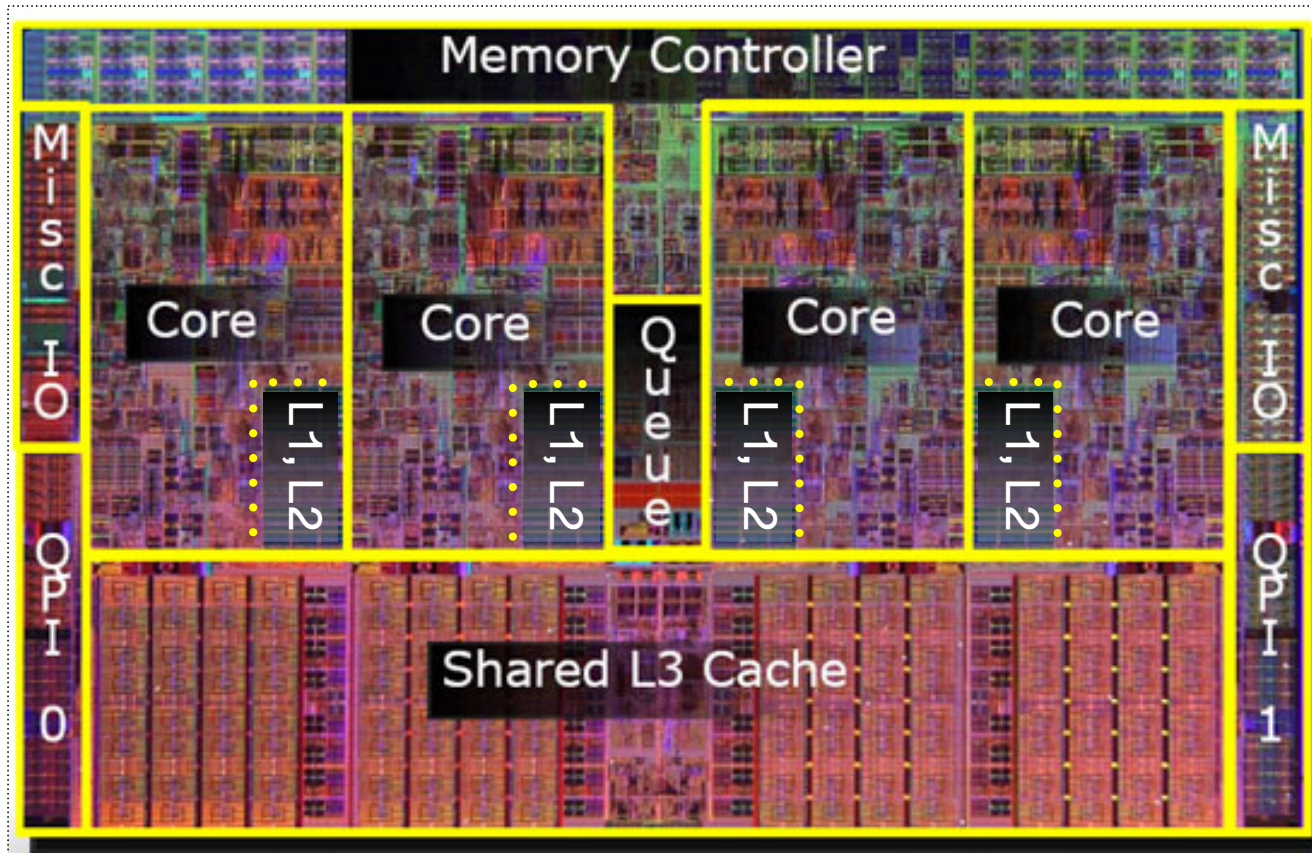 Memory Controller
Misc IO
Core
Core
Queue
Core
Core
Misc IO
L1, L2
L1, L2
L1, L2
L1, L2
QPI 0
Shared L3 Cache
QPI 1